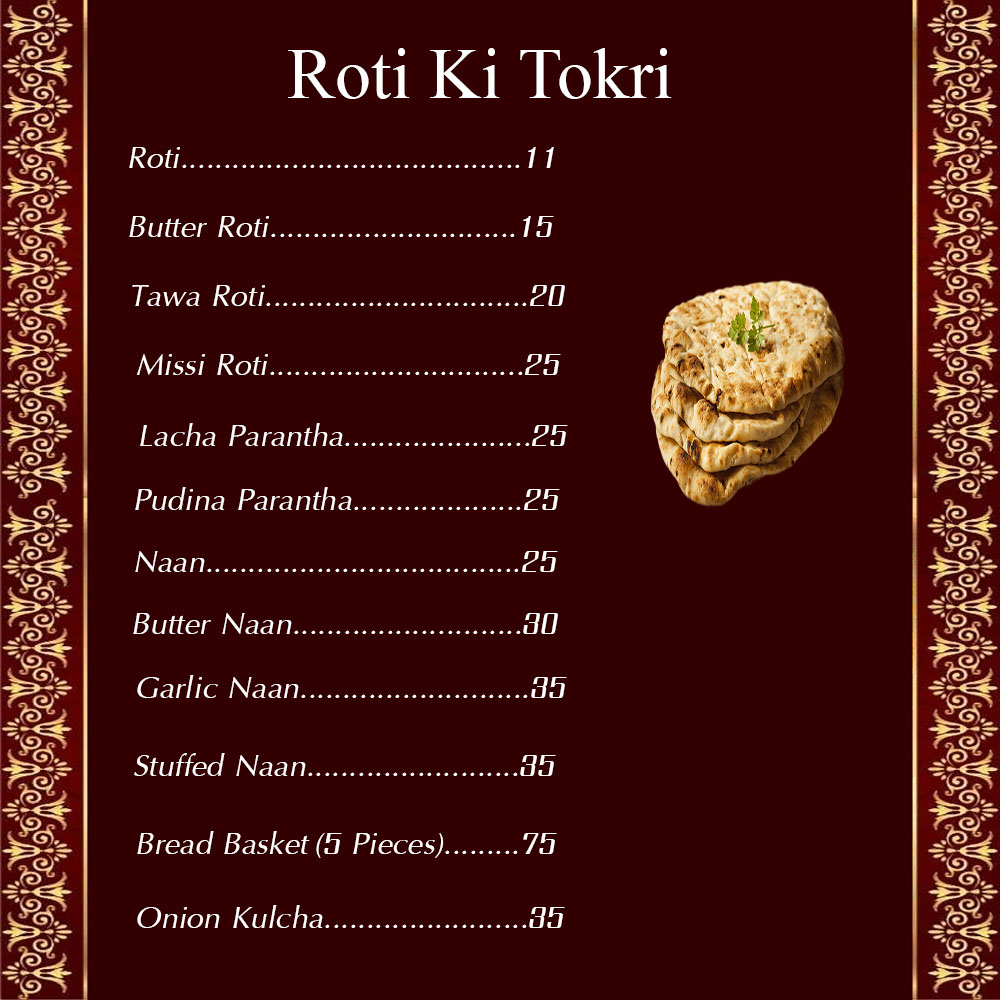 Roti Ki Tokri
Roti........................................11
Butter Roti.............................15
Tawa Roti...............................20
Missi Roti..............................25
Lacha Parantha......................25
Pudina Parantha....................25
Naan.....................................25
Butter Naan...........................30
Garlic Naan...........................35
Stuffed Naan.........................35
Bread Basket (5 Pieces).........75
Onion Kulcha........................35